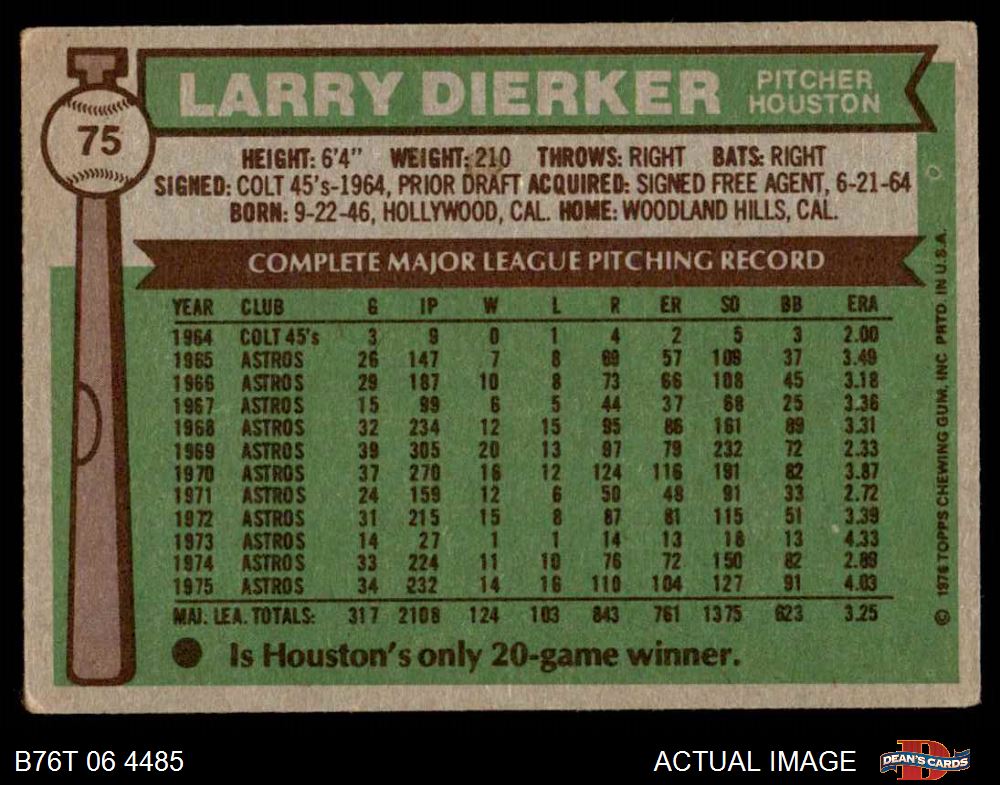 75
LARRY DIERKER
PITCHER
HOUSTON
HEIGHT: 6'4" WEIGHT: 210 THROWS: RIGHT BATS: RIGHT
SIGNED: COLT 45's-1964, PRIOR DRAFT ACQUIRED: SIGNED FREE AGENT, 6-21-64
BORN: 9-22-46, HOLLYWOOD, CAL. HOME: WOODLAND HILLS, CAL.
COMPLETE MAJOR LEAGUE PITCHING RECORD
YEAR CLUB G IP W L R ER SO BB ERA
1964 COLT 45's 3 9 0 1 4 2 5 3 2.00
1965 ASTROS 26 147 7 8 69 57 109 37 3.49
1966 ASTROS 29 187 10 8 73 66 108 45 3.18
1967 ASTROS 15 99 6 5 44 37 68 25 3.36
1968 ASTROS 32 234 12 15 95 86 161 89 3.31
1969 ASTROS 39 305 20 13 97 79 232 72 2.33
1970 ASTROS 37 270 16 12 124 116 191 82 3.87
1971 ASTROS 24 159 12 6 50 48 91 33 2.72
1972 ASTROS 31 215 15 8 87 81 115 51 3.39
1973 ASTROS 14 27 1 1 14 13 18 13 4.33
1974 ASTROS 33 224 11 10 76 72 150 82 2.89
1975 ASTROS 34 232 14 16 110 104 127 91 4.03
MAJ. LEA. TOTALS: 317 2108 124 103 843 761 1375 623 3.25
Is Houston's only 20-game winner.
© 1976 TOPPS CHEWING GUM, INC PRTD. IN U.S.A.
B76T 06 4485
ACTUAL IMAGE
DEAN'S CARDS